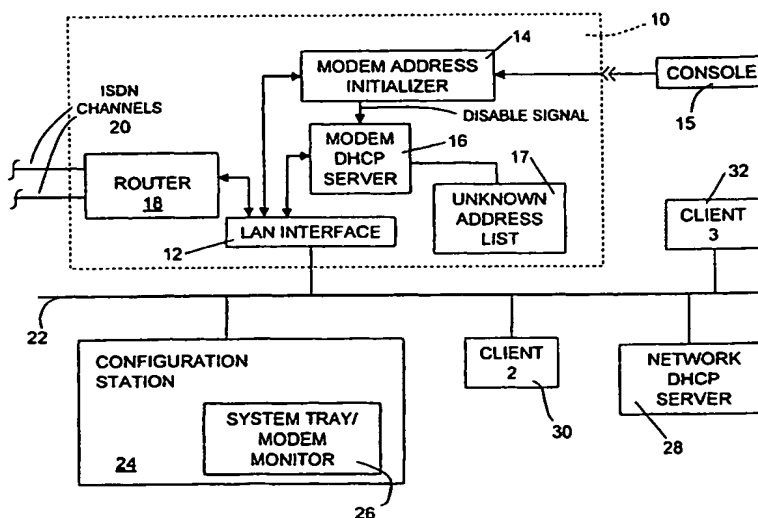 10
14
MODEM ADDRESS
INITIALIZER
CONSOLE
15
ISDN
CHANNELS
20
DISABLE SIGNAL
MODEM
DHCP
SERVER
16
17
UNKNOWN
ADDRESS
LIST
ROUTER
18
12
LAN INTERFACE
32
CLIENT
3
22
CONFIGURATION
STATION
SYSTEM TRAY/
MODEM
MONITOR
24
26
CLIENT
2
30
NETWORK
DHCP
SERVER
28